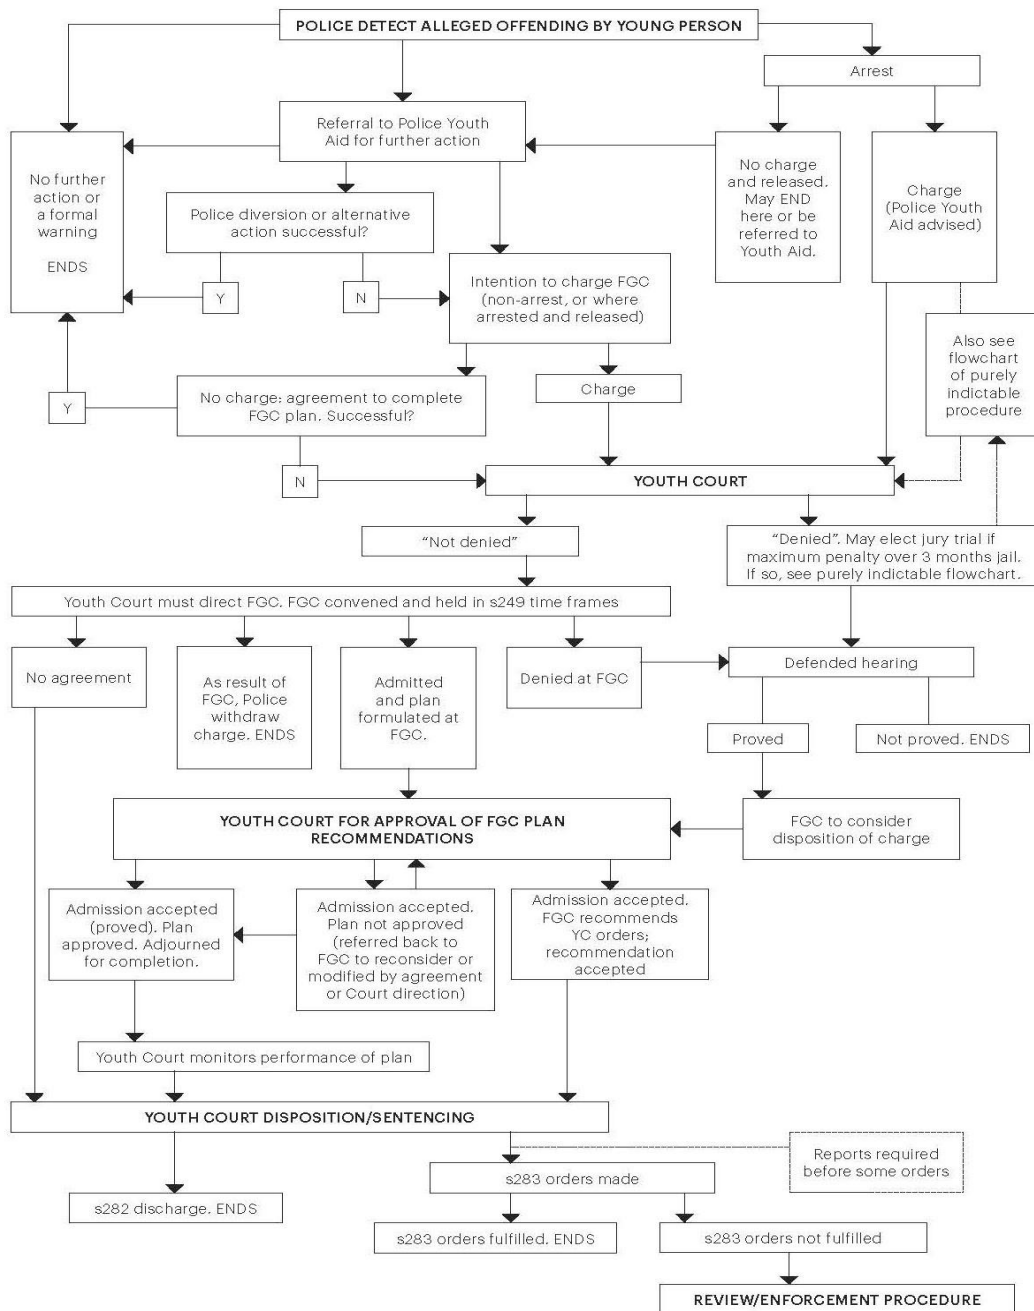 POLICE DETECT ALLEGED OFFENDING BY YOUNG PERSON
Arrest
Referral to Police Youth
Aid for further action
No further
action or
a formal
warning
ENDS
No charge
and released.
May END
here or be
referred to
Youth Aid.
Charge
(Police Youth
Aid advised)
Police diversion or alternative
action successful?
Y
N
Intention to charge FGC
(non-arrest, or where
arrested and released)
Also see
flowchart
of purely
indictable
procedure
No charge: agreement to complete
FGC plan. Successful?
Charge
Y
N
YOUTH COURT
"Not denied"
"Denied". May elect jury trial if
maximum penalty over 3 months jail.
If so, see purely indictable flowchart.
Youth Court must direct FGC. FGC convened and held in s249 time frames
No agreement
As result of
FGC, Police
withdraw
charge. ENDS
Admitted
and plan
formulated at
FGC.
Denied at FGC
Defended hearing
Proved
Not proved. ENDS
YOUTH COURT FOR APPROVAL OF FGC PLAN
RECOMMENDATIONS
FGC to consider
disposition of charge
Admission accepted
(proved). Plan
approved. Adjourned
for completion.
Admission accepted.
Plan not approved
(referred back to
FGC to reconsider or
modified by agreement
or Court direction)
Admission accepted.
FGC recommends
YC orders;
recommendation
accepted
Youth Court monitors performance of plan
YOUTH COURT DISPOSITION/SENTENCING
Reports required
before some orders
s283 orders made
s282 discharge. ENDS
s283 orders fulfilled. ENDS
s283 orders not fulfilled
REVIEW/ENFORCEMENT PROCEDURE